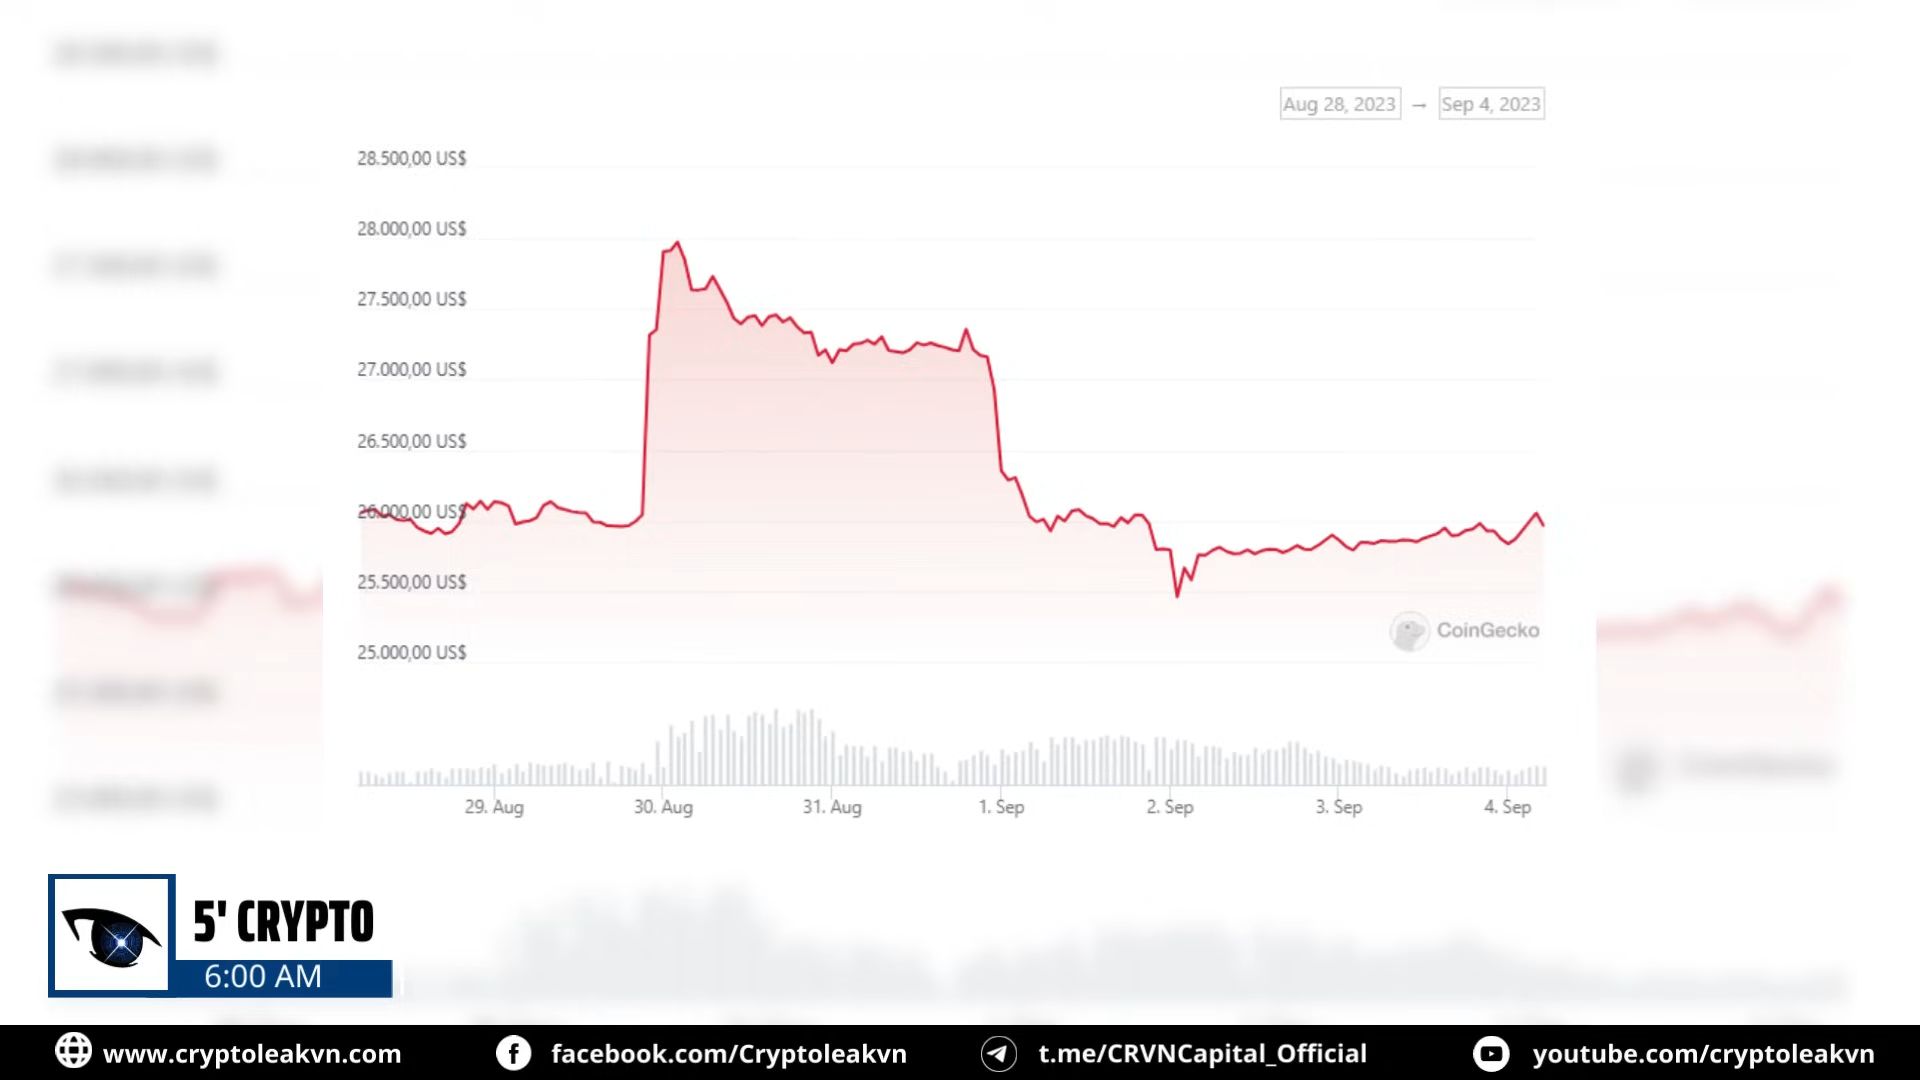 Aug 28, 2023 → Sep 4, 2023
28.500,00 US$
28.000,00 US$
27.500,00 US$
27.000,00 US$
26.500,00 US$
26.000,00 US$
25.500,00 US$
CoinGecko
25.000,00 US$
29. Aug 30. Aug 31. Aug 1. Sep 2. Sep 3. Sep 4. Sep
5' CRYPTO
6:00 AM
www.cryptoleakvn.com facebook.com/Cryptoleakvn t.me/CRVNCapital_Official youtube.com/cryptoleakvn